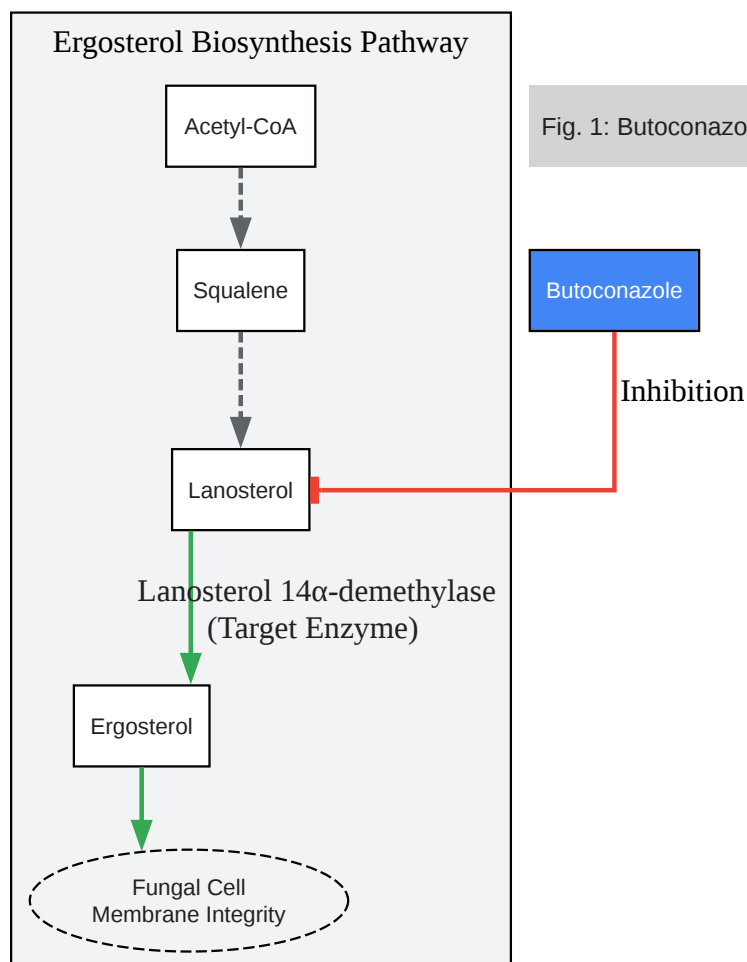 Ergosterol Biosynthesis Pathway
Acetyl-CoA
Fig. 1: Butoconazo
Squalene
Butoconazole
Inhibition
Lanosterol
Lanosterol 14α-demethylase
(Target Enzyme)
Ergosterol
Fungal Cell
Membrane Integrity